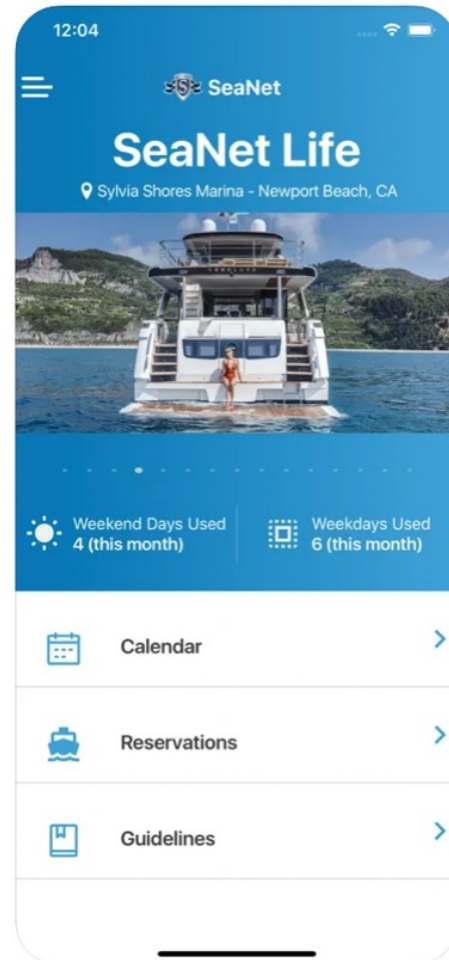 12:04
SeaNet
SeaNet Life
Sylvia Shores Marina - Newport Beach, CA
Weekend Days Used
4 (this month)
Weekdays Used
6 (this month)
Calendar
Reservations
Guidelines